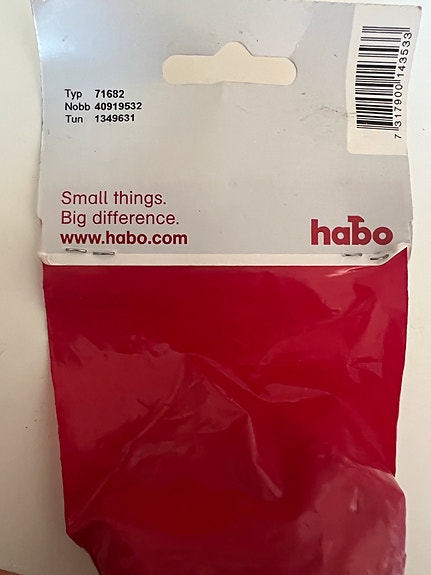 Typ 71682
Nobb 40919532
Tun 1349631
7 317900 143533
Small things.
Big difference.
www.habo.com
habo